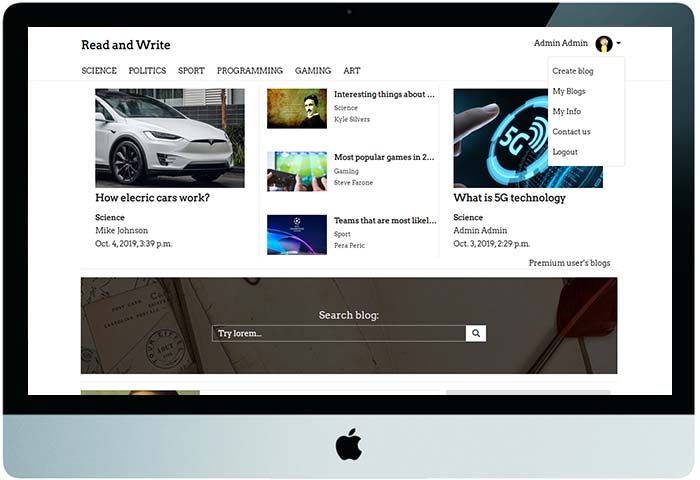 Read and Write
Admin Admin
SCIENCE POLITICS SPORT PROGRAMMING GAMING ART
Create blog
My Blogs
My Info
Contact us
Logout
How elecric cars work?
Science
Mike Johnson
Oct. 4, 2019, 3:39 p.m.
Interesting things about ...
Science
Kyle Silvers
Most popular games in 2...
Gaming
Steve Farone
Teams that are most likel...
Sport
Pera Peric
5G
What is 5G technology
Science
Admin Admin
Oct. 3, 2019, 2:29 p.m.
Premium user's blogs
Search blog:
Try lorem...